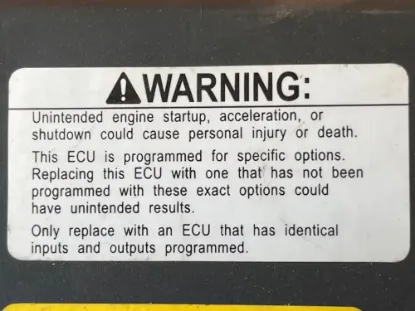 WARNING:
Unintended engine startup, acceleration, or
shutdown could cause personal injury or death.
This ECU is programmed for specific options.
Replacing this ECU with one that has not been
programmed with these exact options could
have unintended results.
Only replace with an ECU that has identical
inputs and outputs programmed.